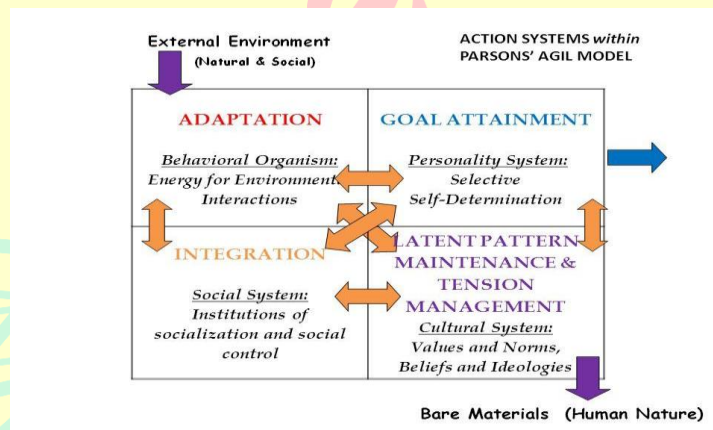 External Environment
(Natural & Social)
ACTION SYSTEMS within
PARSONS' AGIL MODEL
ADAPTATION
Behavioral Organism:
Energy for Environment
Interactions
GOAL ATTAINMENT
Personality System:
Selective
Self-Determination
INTEGRATION
Social System:
Institutions of
socialization and social
control
LATENT PATTERN
MAINTENANCE &
TENSION
MANAGEMENT
Cultural System:
Values and Norms,
Beliefs and Ideologies
Bare Materials (Human Nature)